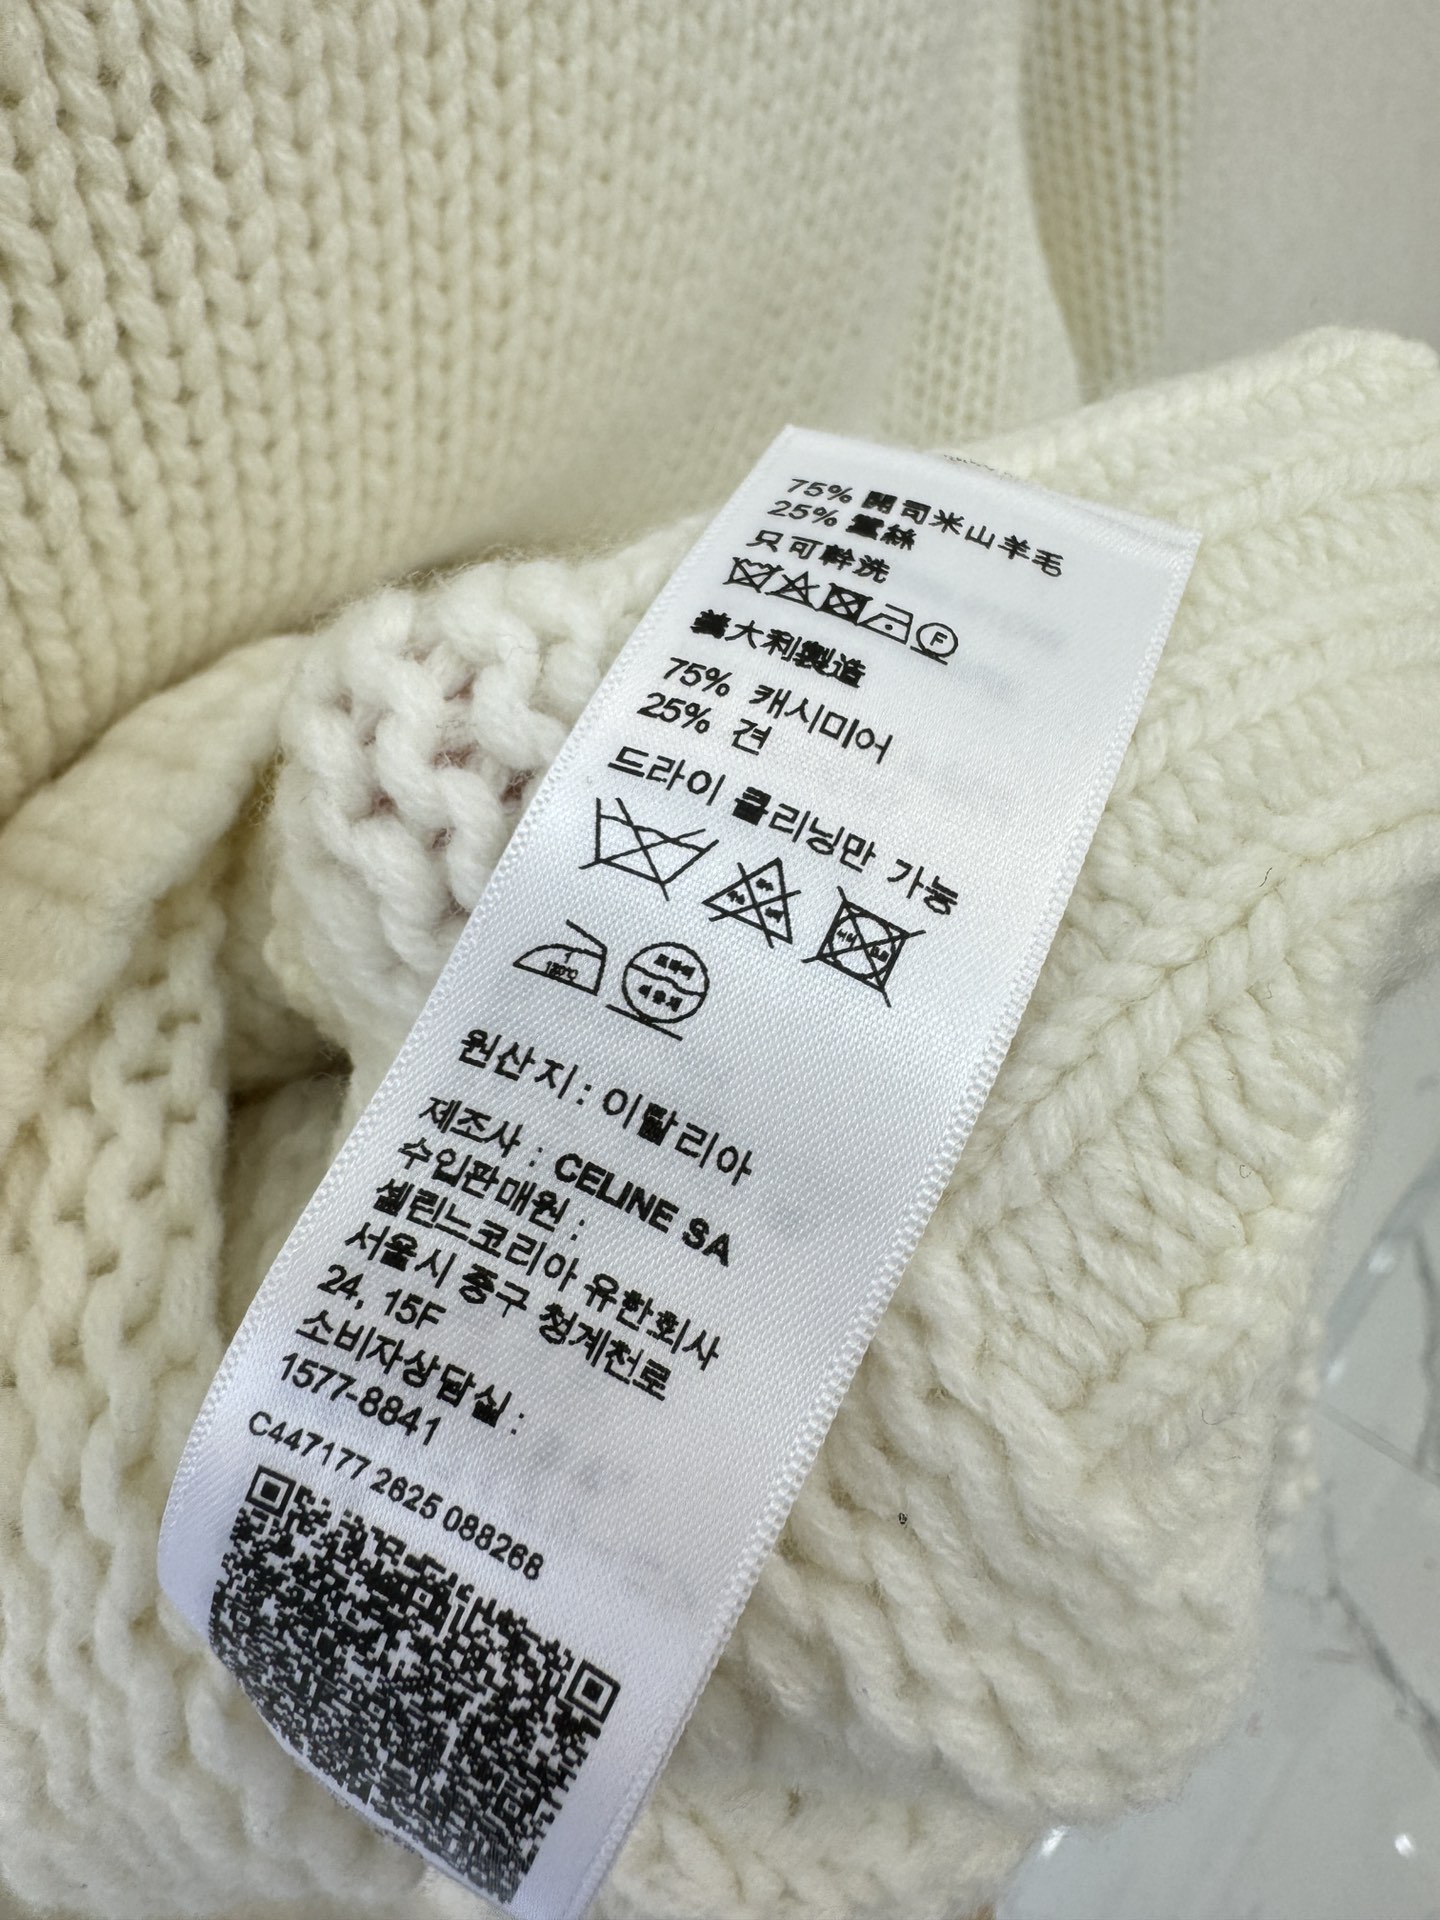 75% 開司米山羊毛
25% 蠶絲
只可幹洗
F
義大利製造
75% 캐시미어
25% 견
드라이 클리닝만 가능
120℃
드라이
원산지 : 이탈리아
제조사 : CELINE SA
수입판매원 :
셀린느코리아 유한회사
서울시 중구 청계천로
24, 15F
소비자상담실 :
1577-8841
C447177 2625 088268